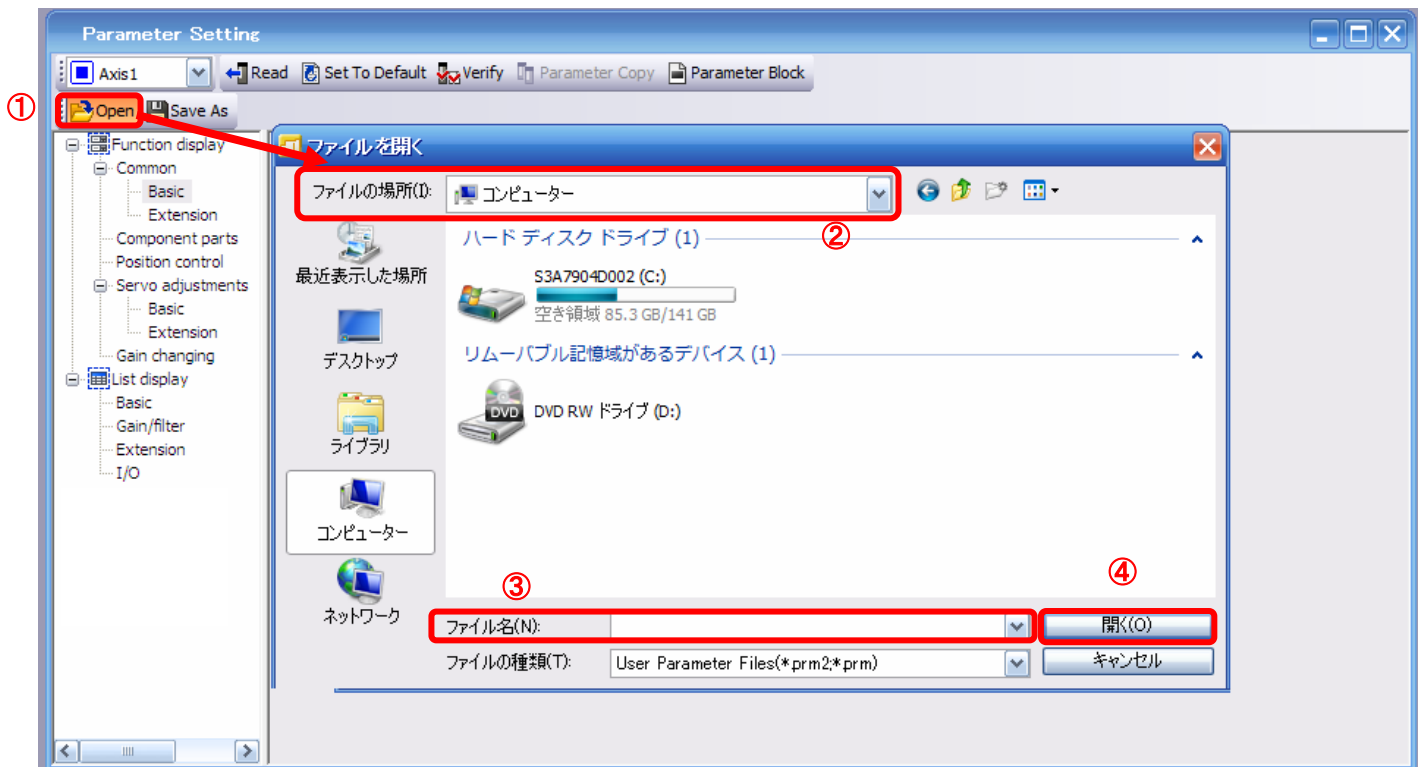 Parameter Setting
Axis1 Read Set To Default Verify Parameter Copy Parameter Block
① Open Save As
Function display
Common
Basic
Extension
Component parts
Position control
Servo adjustments
Basic
Extension
Gain changing
List display
Basic
Gain/filter
Extension
I/O
ファイルを開く
ファイルの場所(I): コンピューター
②
最近表示した場所
デスクトップ
ライブラリ
コンピューター
ネットワーク
ハード ディスク ドライブ (1)
S3A7904D002 (C:)
空き領域 85.3 GB/141 GB
リムーバブル記憶域があるデバイス (1)
DVD
DVD RW ドライブ (D:)
③
④
ファイル名(N): 開く(O)
ファイルの種類(T): User Parameter Files(*.prm2;*.prm) キャンセル